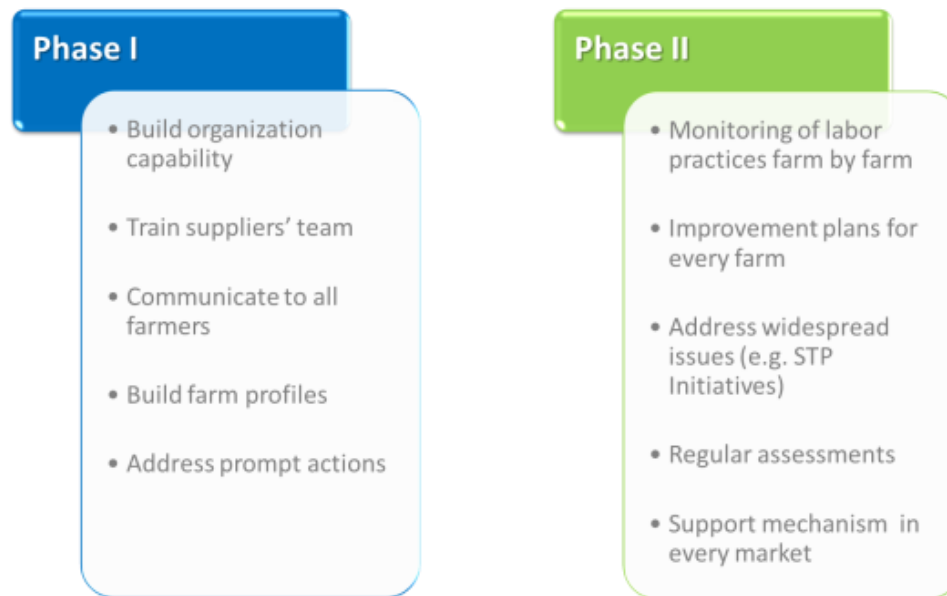 Phase I
• Build organization
capability
• Train suppliers’ team
• Communicate to all
farmers
• Build farm profiles
• Address prompt actions
Phase II
• Monitoring of labor
practices farm by farm
• Improvement plans for
every farm
• Address widespread
issues (e.g. STP
Initiatives)
• Regular assessments
• Support mechanism in
every market